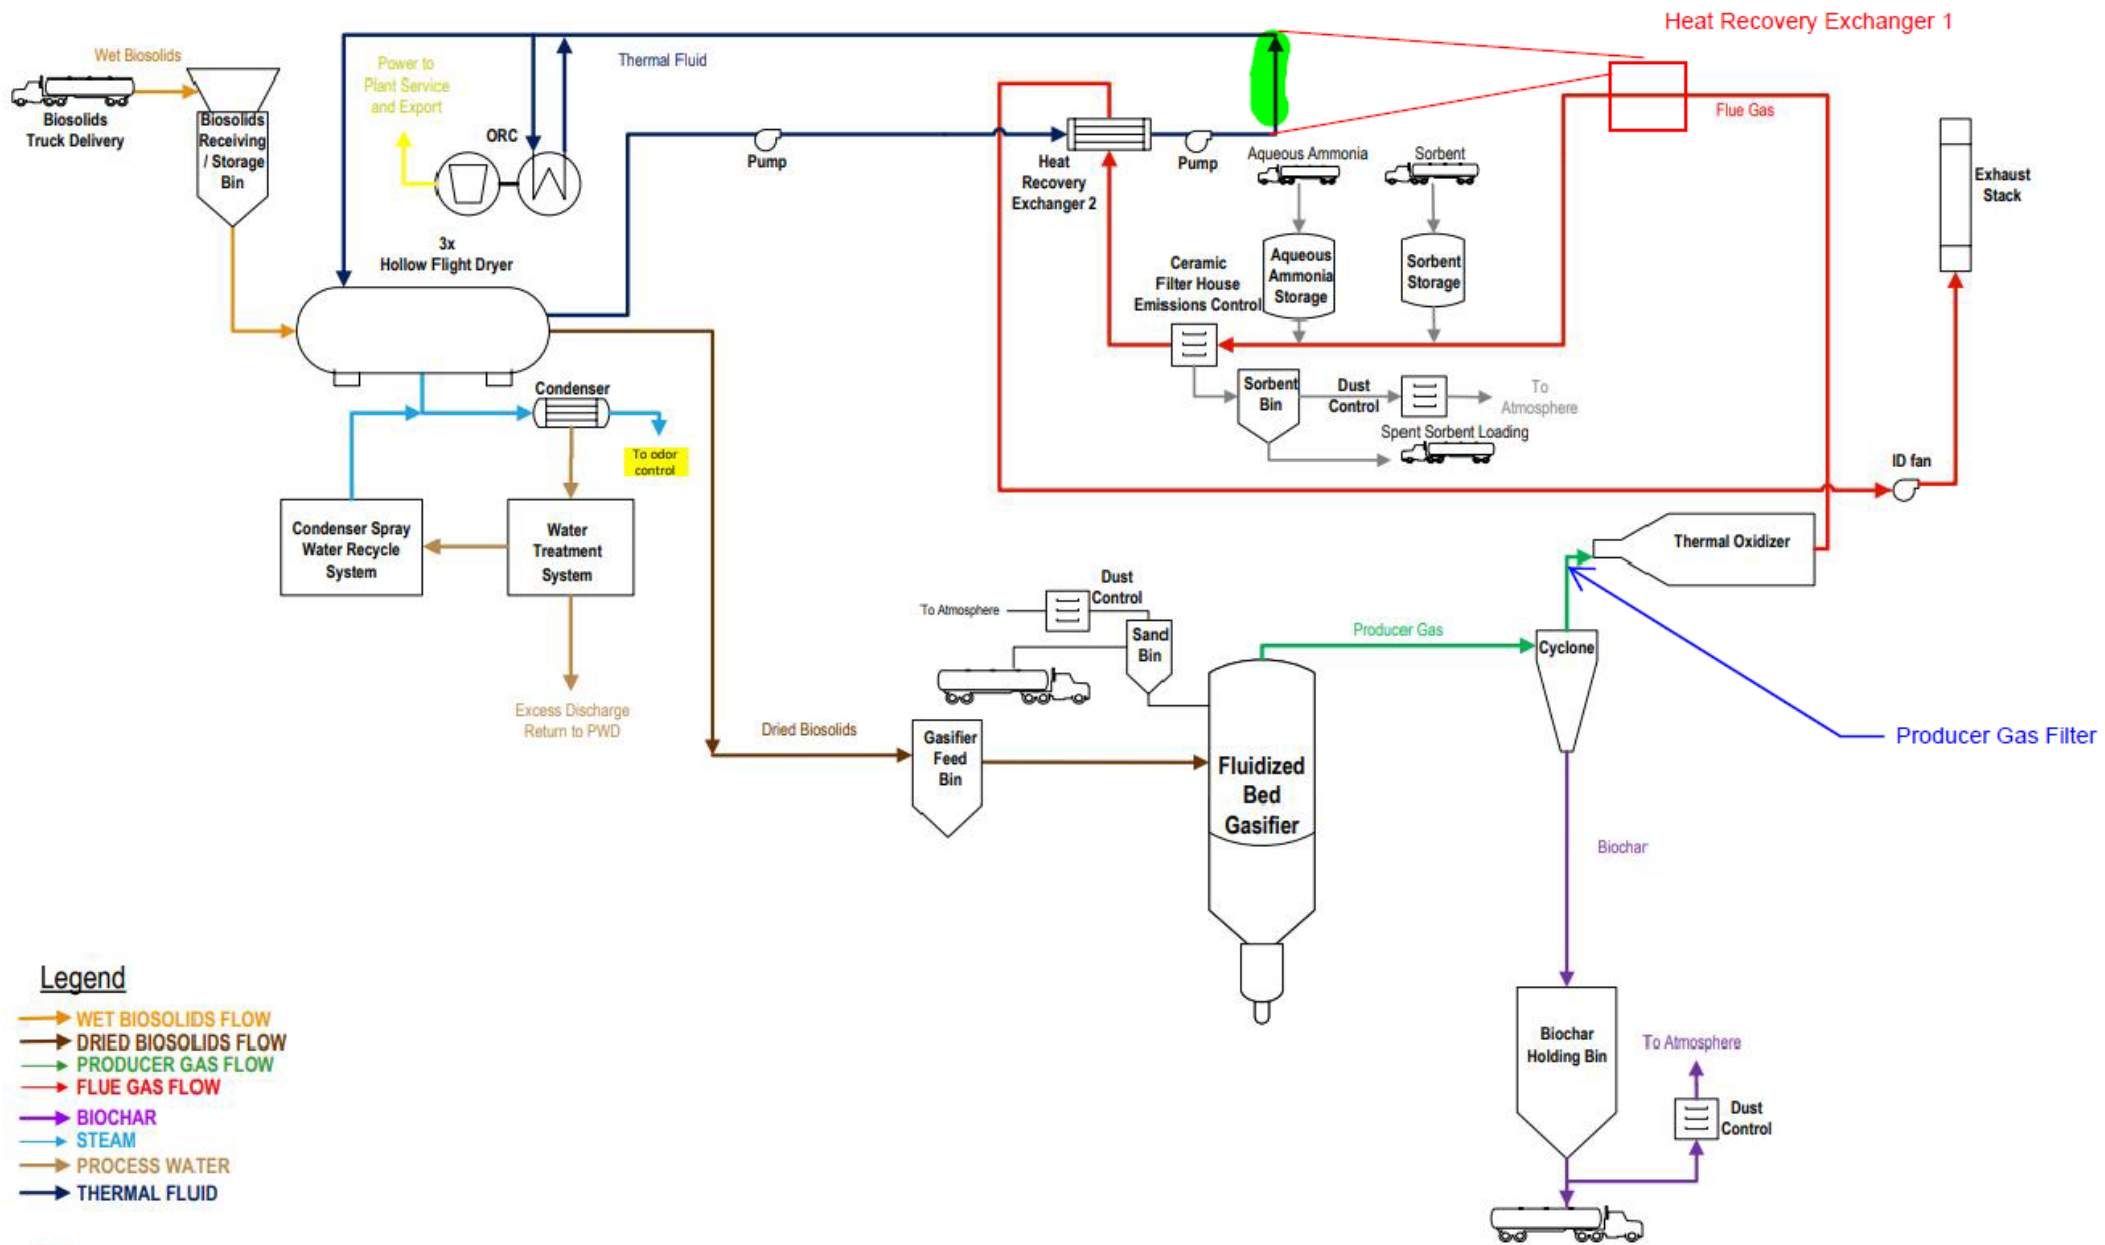 Heat Recovery Exchanger 1
Wet Biosolids
Biosolids
Truck Delivery
Biosolids
Receiving
/ Storage
Bin
Power to
Plant Service
and Export
ORC
Thermal Fluid
3x
Hollow Flight Dryer
Pump
Heat
Recovery
Exchanger 2
Pump
Aqueous Ammonia
Sorbent
Flue Gas
Exhaust
Stack
Ceramic
Filter House
Emissions Control
Aqueous
Ammonia
Storage
Sorbent
Storage
Condenser
To odor
control
Sorbent
Bin
Dust
Control
To
Atmosphere
Spent Sorbent Loading
ID fan
Condenser Spray
Water Recycle
System
Water
Treatment
System
Thermal Oxidizer
Excess Discharge
Return to PWD
To Atmosphere
Dust
Control
Sand
Bin
Producer Gas
Cyclone
Producer Gas Filter
Dried Biosolids
Gasifier
Feed
Bin
Fluidized
Bed
Gasifier
Biochar
Biochar
Holding Bin
To Atmosphere
Dust
Control
Legend
WET BIOSOLIDS FLOW
DRIED BIOSOLIDS FLOW
PRODUCER GAS FLOW
FLUE GAS FLOW
BIOCHAR
STEAM
PROCESS WATER
THERMAL FLUID